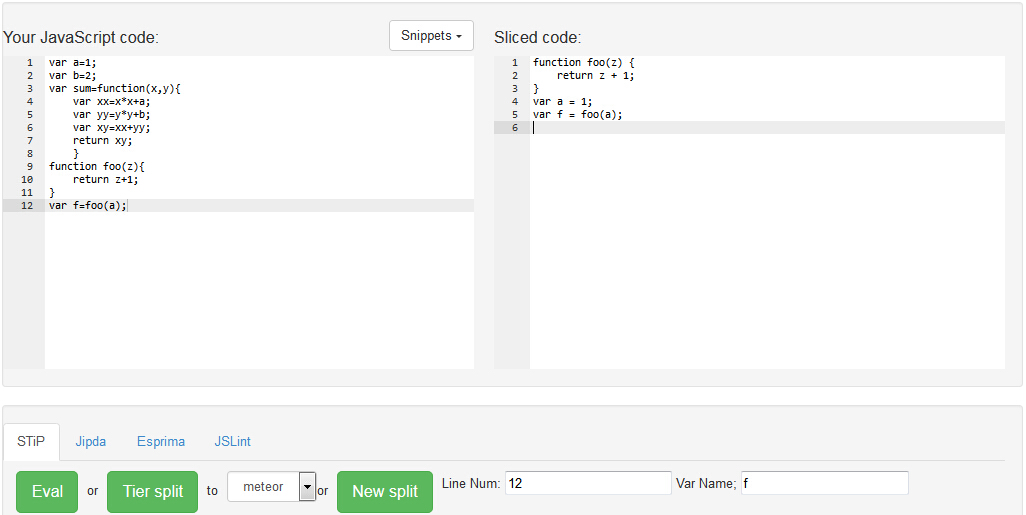 Your JavaScript code:
Snippets
1 var a=1;
2 var b=2;
3 var sum=function(x,y){
4     var xx=x*x+a;
5     var yy=y*y+b;
6     var xy=xx+yy;
7     return xy;
8     }
9 function foo(z){
10     return z+1;
11 }
12 var f=foo(a);
Sliced code:
1 function foo(z) {
2     return z + 1;
3 }
4 var a = 1;
5 var f = foo(a);
6
STiP Jipda Esprima JSLint
Eval or Tier split to meteor or New split Line Num: 12 Var Name; f